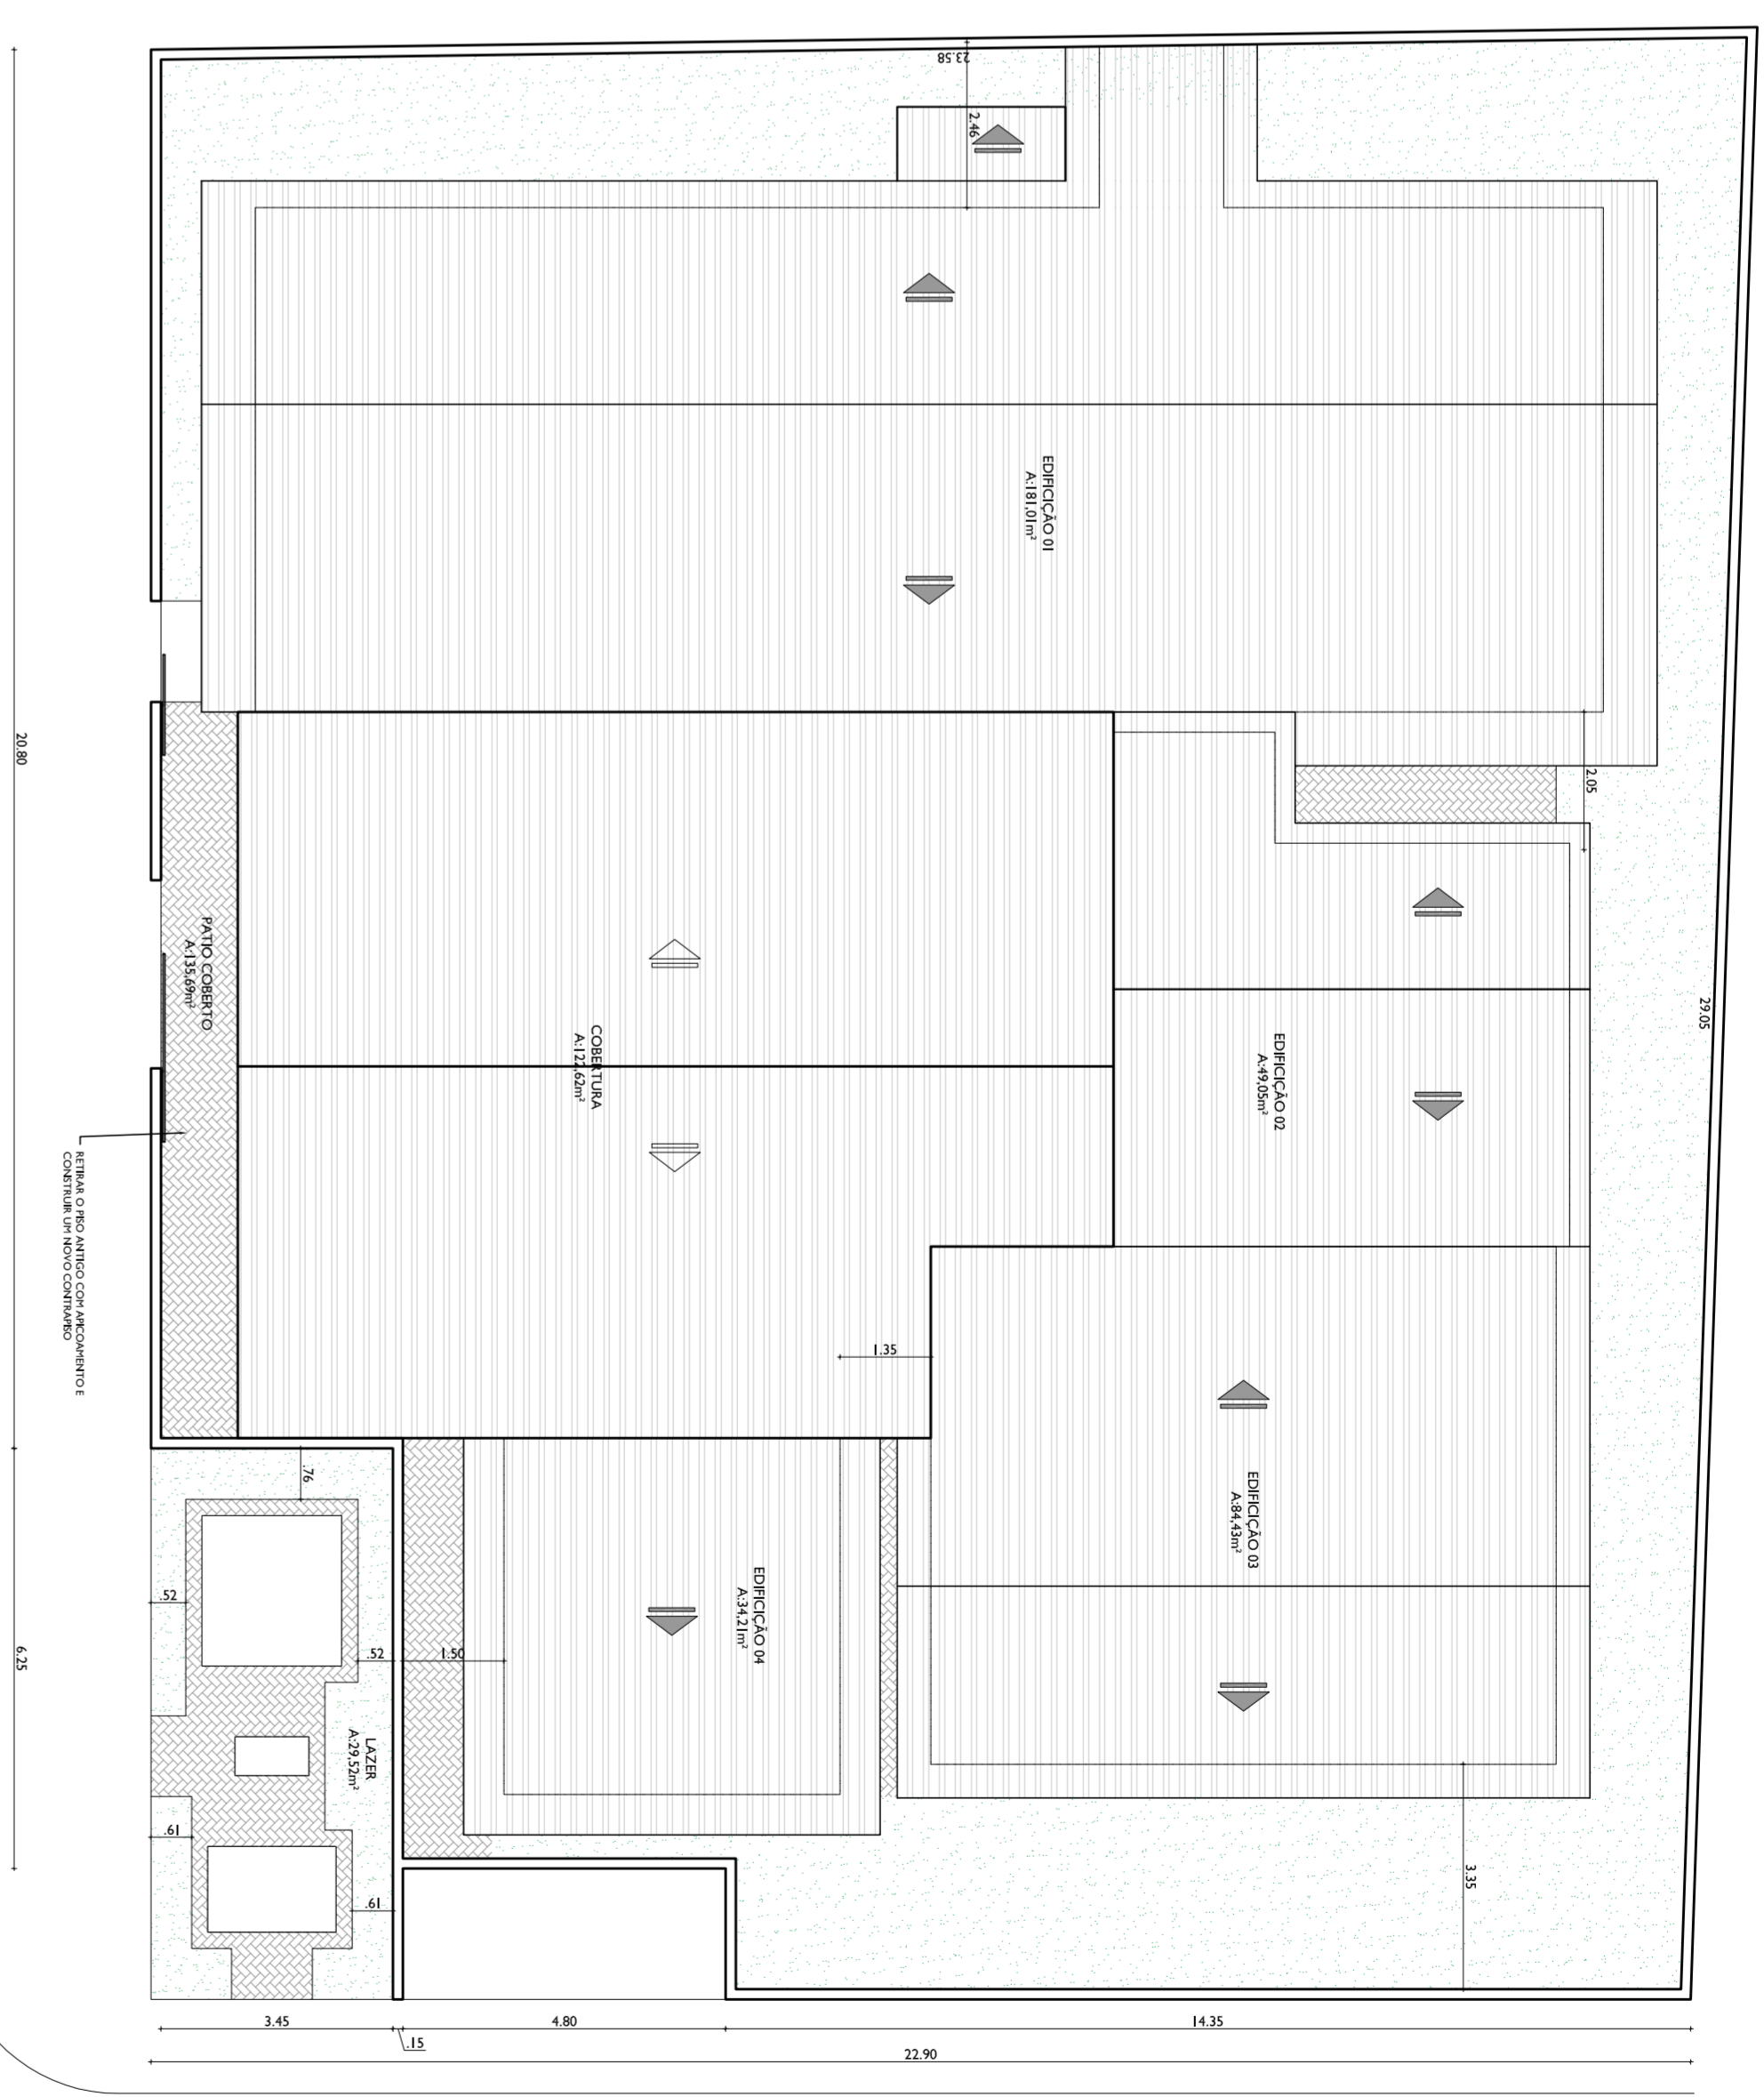 23.58
2.46
EDIFICIÇÃO 01
A:181,01m²
20.80
2.05
PATIO COBERTO
A:135,69m²
29.05
COBERTURA
A:122,62m²
EDIFICIÇÃO 02
A:49,05m²
RETIRAR O PISO ANTIGO COM APICOAMENTO E
CONSTRUIR UM NOVO CONTRAPISO
1.35
.76
EDIFICIÇÃO 03
A:84,43m²
.52
EDIFICIÇÃO 04
A:34,21m²
6.25
.52
1.50
LAZER
A:29,52m²
.61
3.35
.61
3.45
4.80
14.35
.15
22.90